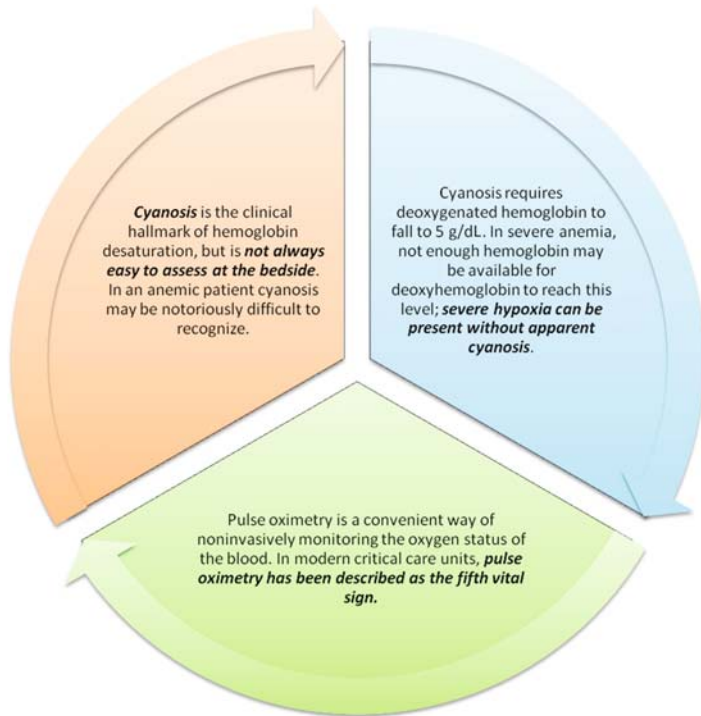 Cyanosis is the clinical
hallmark of hemoglobin
desaturation, but is not always
easy to assess at the bedside.
In an anemic patient cyanosis
may be notoriously difficult to
recognize.
Cyanosis requires
deoxygenated hemoglobin to
fall to 5 g/dL. In severe anemia,
not enough hemoglobin may
be available for
deoxyhemoglobin to reach this
level; severe hypoxia can be
present without apparent
cyanosis.
Pulse oximetry is a convenient way of
noninvasively monitoring the oxygen status of
the blood. In modern critical care units, pulse
oximetry has been described as the fifth vital
sign.